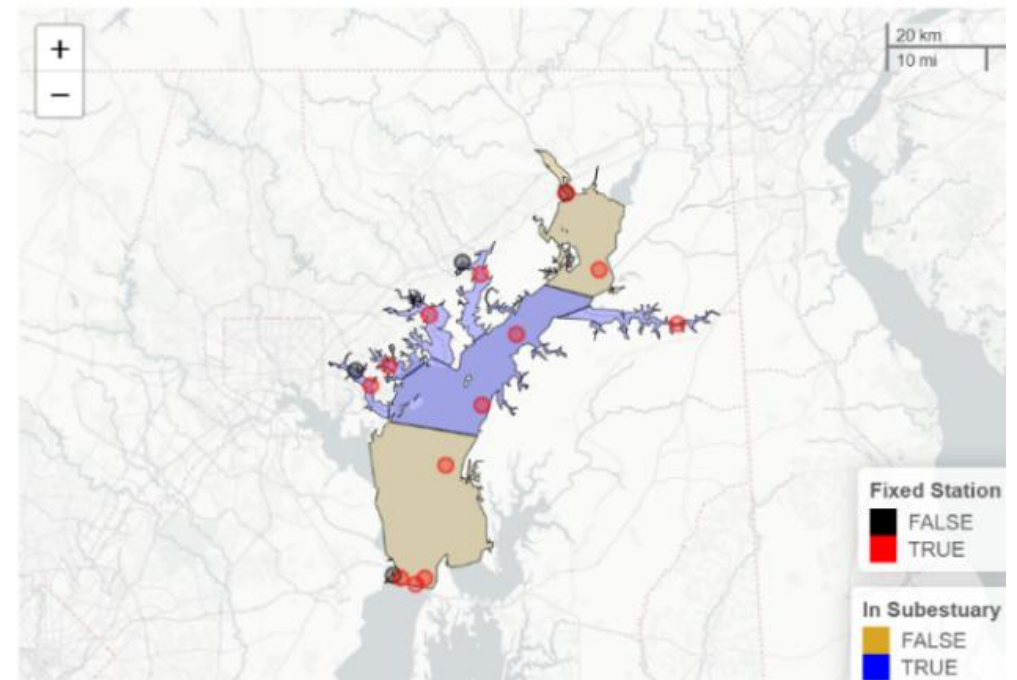 +
−
20 km
10 mi
Fixed Station
FALSE
TRUE
In Subestuary
FALSE
TRUE